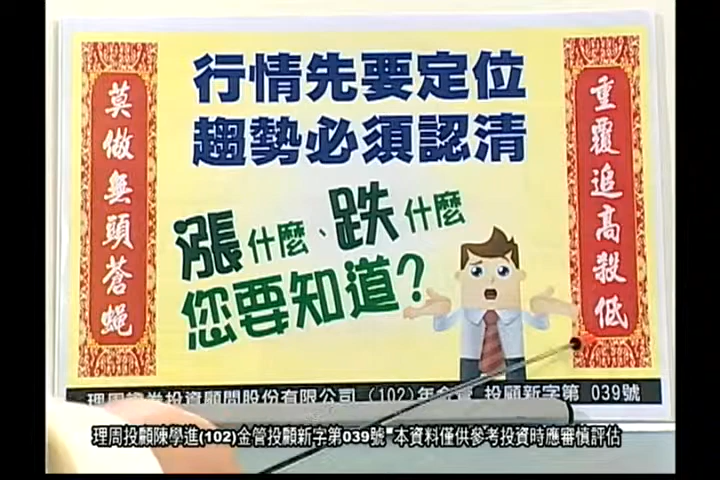 行情先要定位
趨勢必須認清
莫做無頭蒼蠅
重覆追高殺低
漲什麼、跌什麼
您要知道?
理周證券投資顧問股份有限公司 (102)年金管 投顧新字第 039號
理周投顧陳學進(102)金管投顧新字第039號"本資料僅供參考投資時應審慎評估